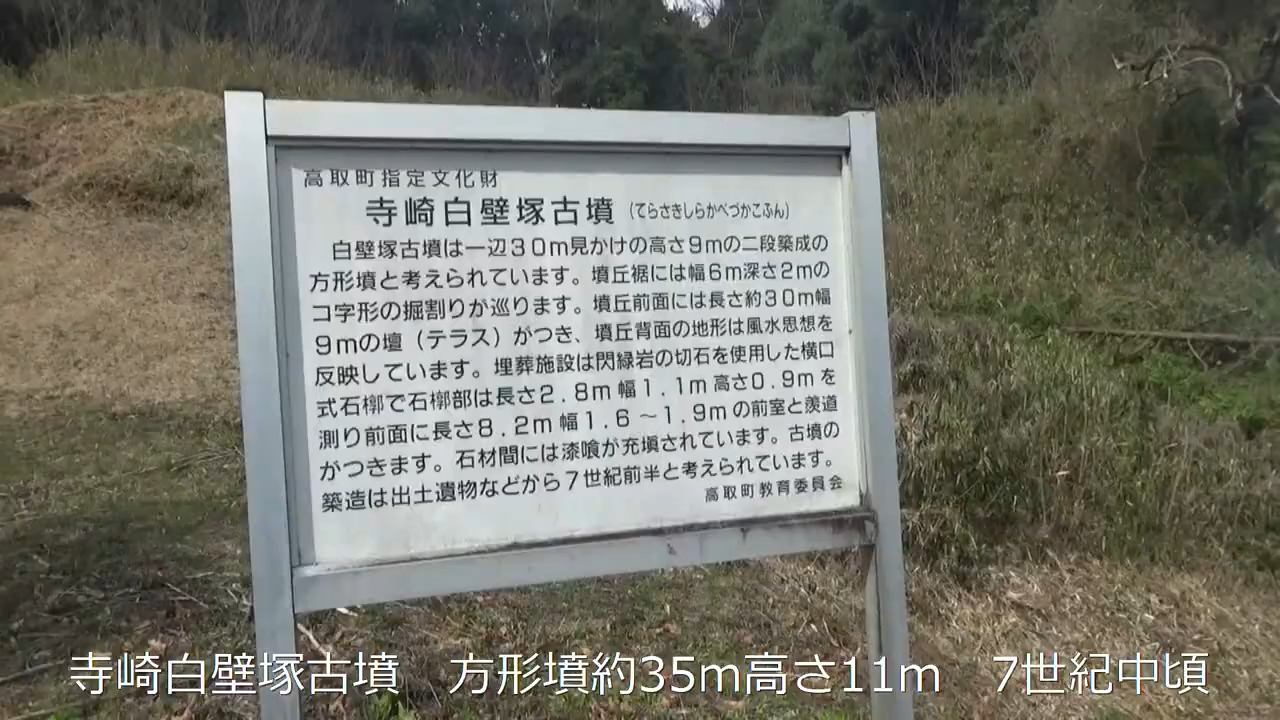 高取町指定文化財
寺崎白壁塚古墳 (てらさきしらかべづかこふん)
白壁塚古墳は一辺30m見かけの高さ9mの二段築成の
方形墳と考えられています。墳丘裾には幅6m深さ2mの
コ字形の掘割りが巡ります。墳丘前面には長さ約30m幅
9mの壇（テラス）がつき、墳丘背面の地形は風水思想を
反映しています。埋葬施設は閃緑岩の切石を使用した横口
式石槨で石槨部は長さ2.8m幅1.1m高さ0.9mを
測り前面に長さ8.2m幅1.6～1.9mの前室と羨道
がつきます。石材間には漆喰が充塡されています。古墳の
築造は出土遺物などから7世紀前半と考えられています。
高取町教育委員会
寺崎白壁塚古墳　方形墳約35m高さ11m　7世紀中頃